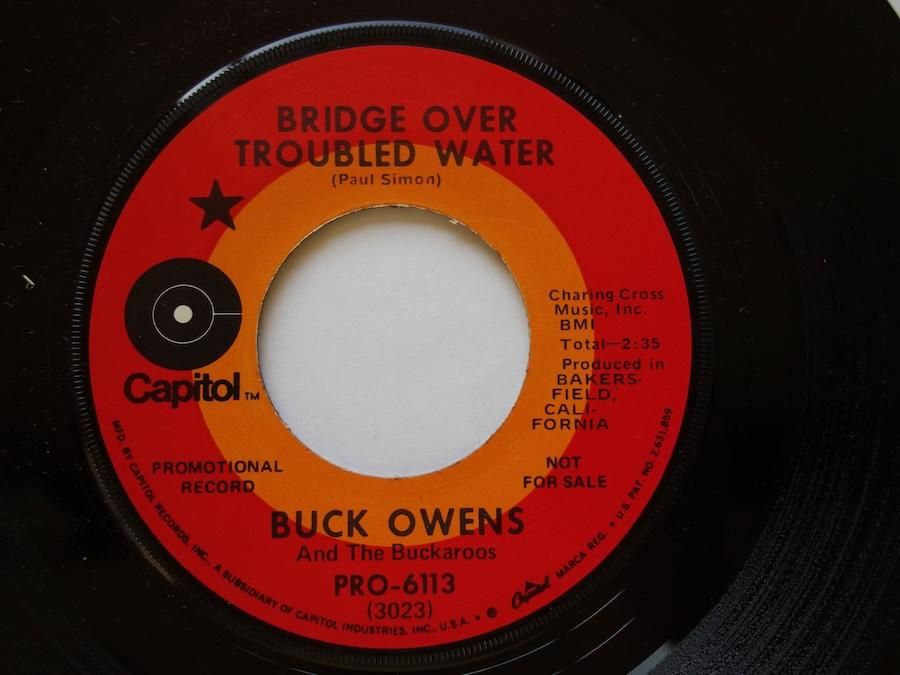 BRIDGE OVER
TROUBLED WATER
(Paul Simon)
Capitol™
Charing Cross
Music, Inc.
BMI
Total—2:35
Produced in
BAKERS-
FIELD,
CALI-
FORNIA
PROMOTIONAL
RECORD
NOT
FOR SALE
BUCK OWENS
And The Buckaroos
PRO-6113
(3023)
MFD. BY CAPITOL RECORDS, INC., A SUBSIDIARY OF CAPITOL INDUSTRIES, INC., U.S.A. • ® Capitol MARCA REG. • U.S. PAT. NO. 2,631,859